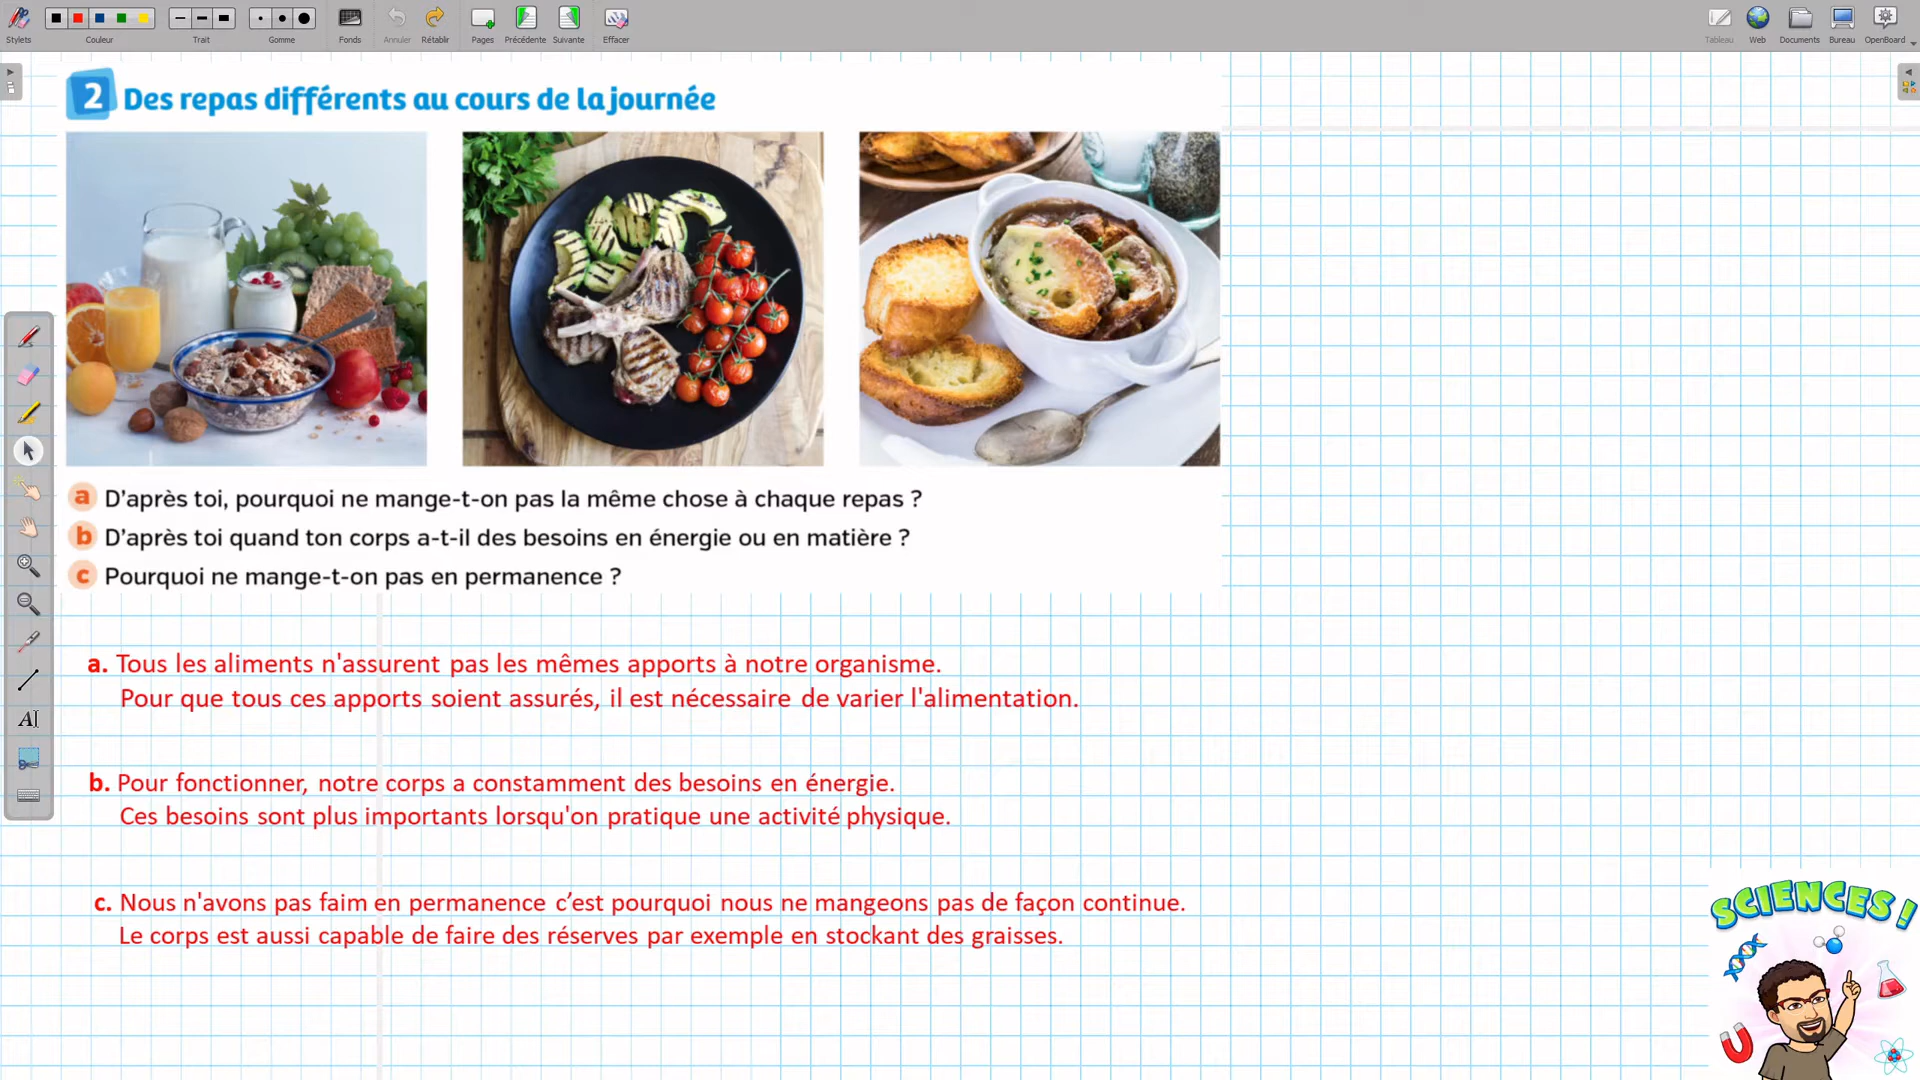 Stylets
Couleur
Trait
Gomme
Fonds
Annuler
Rétablir
Pages
Précédente
Suivante
Effacer
Tableau
Web
Documents
Bureau
OpenBoard
2 Des repas différents au cours de la journée
a D'après toi, pourquoi ne mange-t-on pas la même chose à chaque repas ?
b D'après toi quand ton corps a-t-il des besoins en énergie ou en matière ?
c Pourquoi ne mange-t-on pas en permanence ?
a. Tous les aliments n'assurent pas les mêmes apports à notre organisme.
Pour que tous ces apports soient assurés, il est nécessaire de varier l'alimentation.
b. Pour fonctionner, notre corps a constamment des besoins en énergie.
Ces besoins sont plus importants lorsqu'on pratique une activité physique.
c. Nous n'avons pas faim en permanence c’est pourquoi nous ne mangeons pas de façon continue.
Le corps est aussi capable de faire des réserves par exemple en stockant des graisses.
SCIENCES !